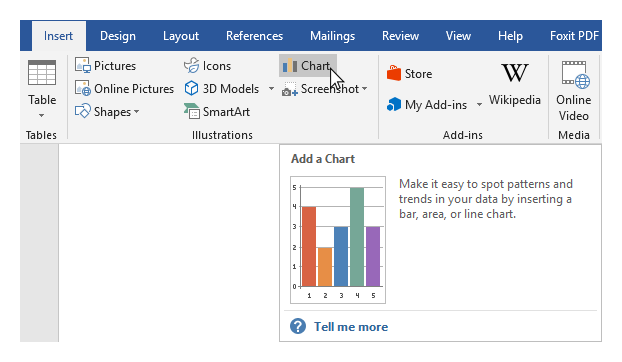 Insert Design Layout References Mailings Review View Help Foxit PDF
Pictures Icons Chart Store W Online
Online Pictures 3D Models Screenshot My Add-ins Wikipedia Video
Table Shapes SmartArt
Tables Illustrations Add-ins Media
Add a Chart
Make it easy to spot patterns and
trends in your data by inserting a
bar, area, or line chart.
5
4
3
2
1
0
1 2 3 4 5
? Tell me more